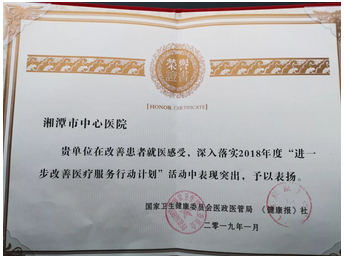 荣誉
证书
[HONOR CERTIFICATE]
湘潭市中心医院
贵单位在改善患者就医感受，深入落实2018年度“进一
步改善医疗服务行动计划”活动中表现突出，予以表扬。
国家卫生健康委员会医政医管局 《健康报》社
二零一九年一月